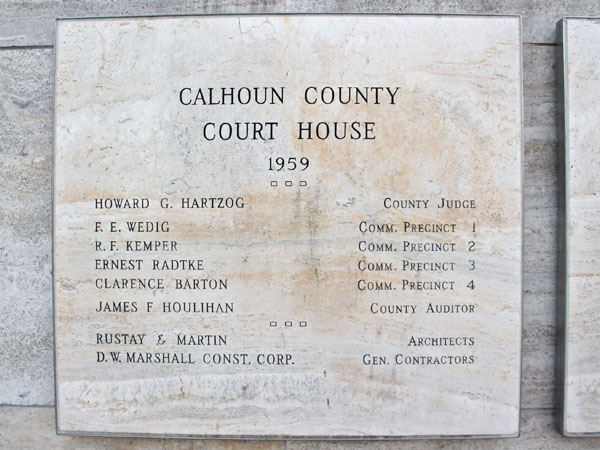 CALHOUN COUNTY
COURT HOUSE
1959
HOWARD G. HARTZOG COUNTY JUDGE
F. E. WEDIG COMM. PRECINCT 1
R. F. KEMPER COMM. PRECINCT 2
ERNEST RADTKE COMM. PRECINCT 3
CLARENCE BARTON COMM. PRECINCT 4
JAMES F HOULIHAN COUNTY AUDITOR
RUSTAY & MARTIN ARCHITECTS
D.W. MARSHALL CONST. CORP. GEN. CONTRACTORS